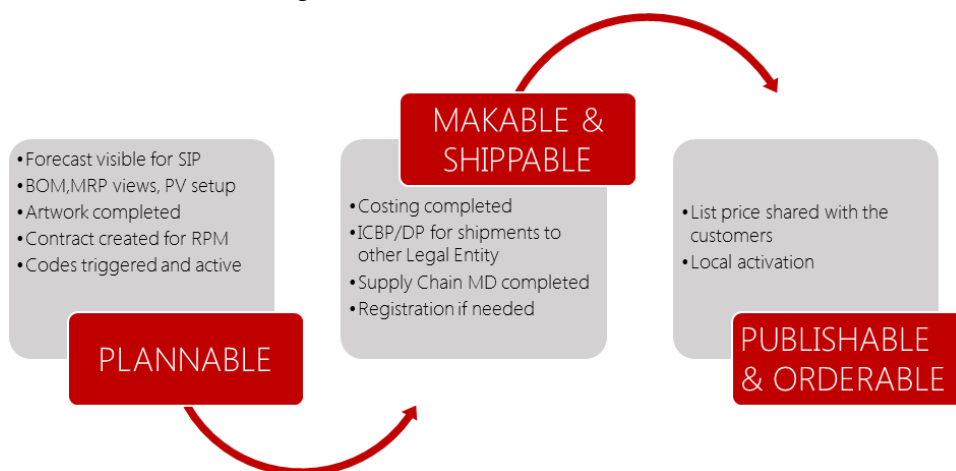 • Forecast visible for SIP
• BOM,MRP views, PV setup
• Artwork completed
• Contract created for RPM
• Codes triggered and active
PLANNABLE
MAKABLE &
SHIPPABLE
• Costing completed
• ICBP/DP for shipments to
other Legal Entity
• Supply Chain MD completed
• Registration if needed
• List price shared with the
customers
• Local activation
PUBLISHABLE
& ORDERABLE